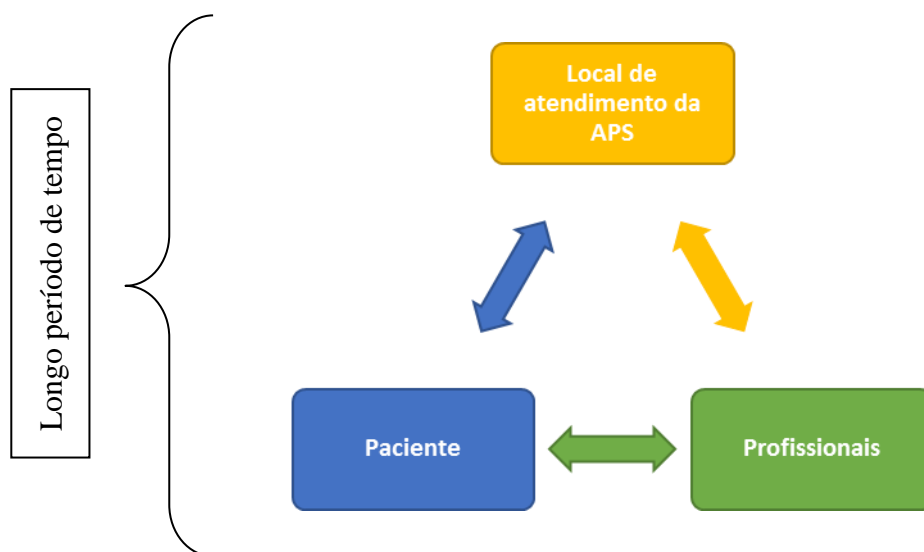 Longo período de tempo
Local de
atendimento da
APS
Paciente
Profissionais